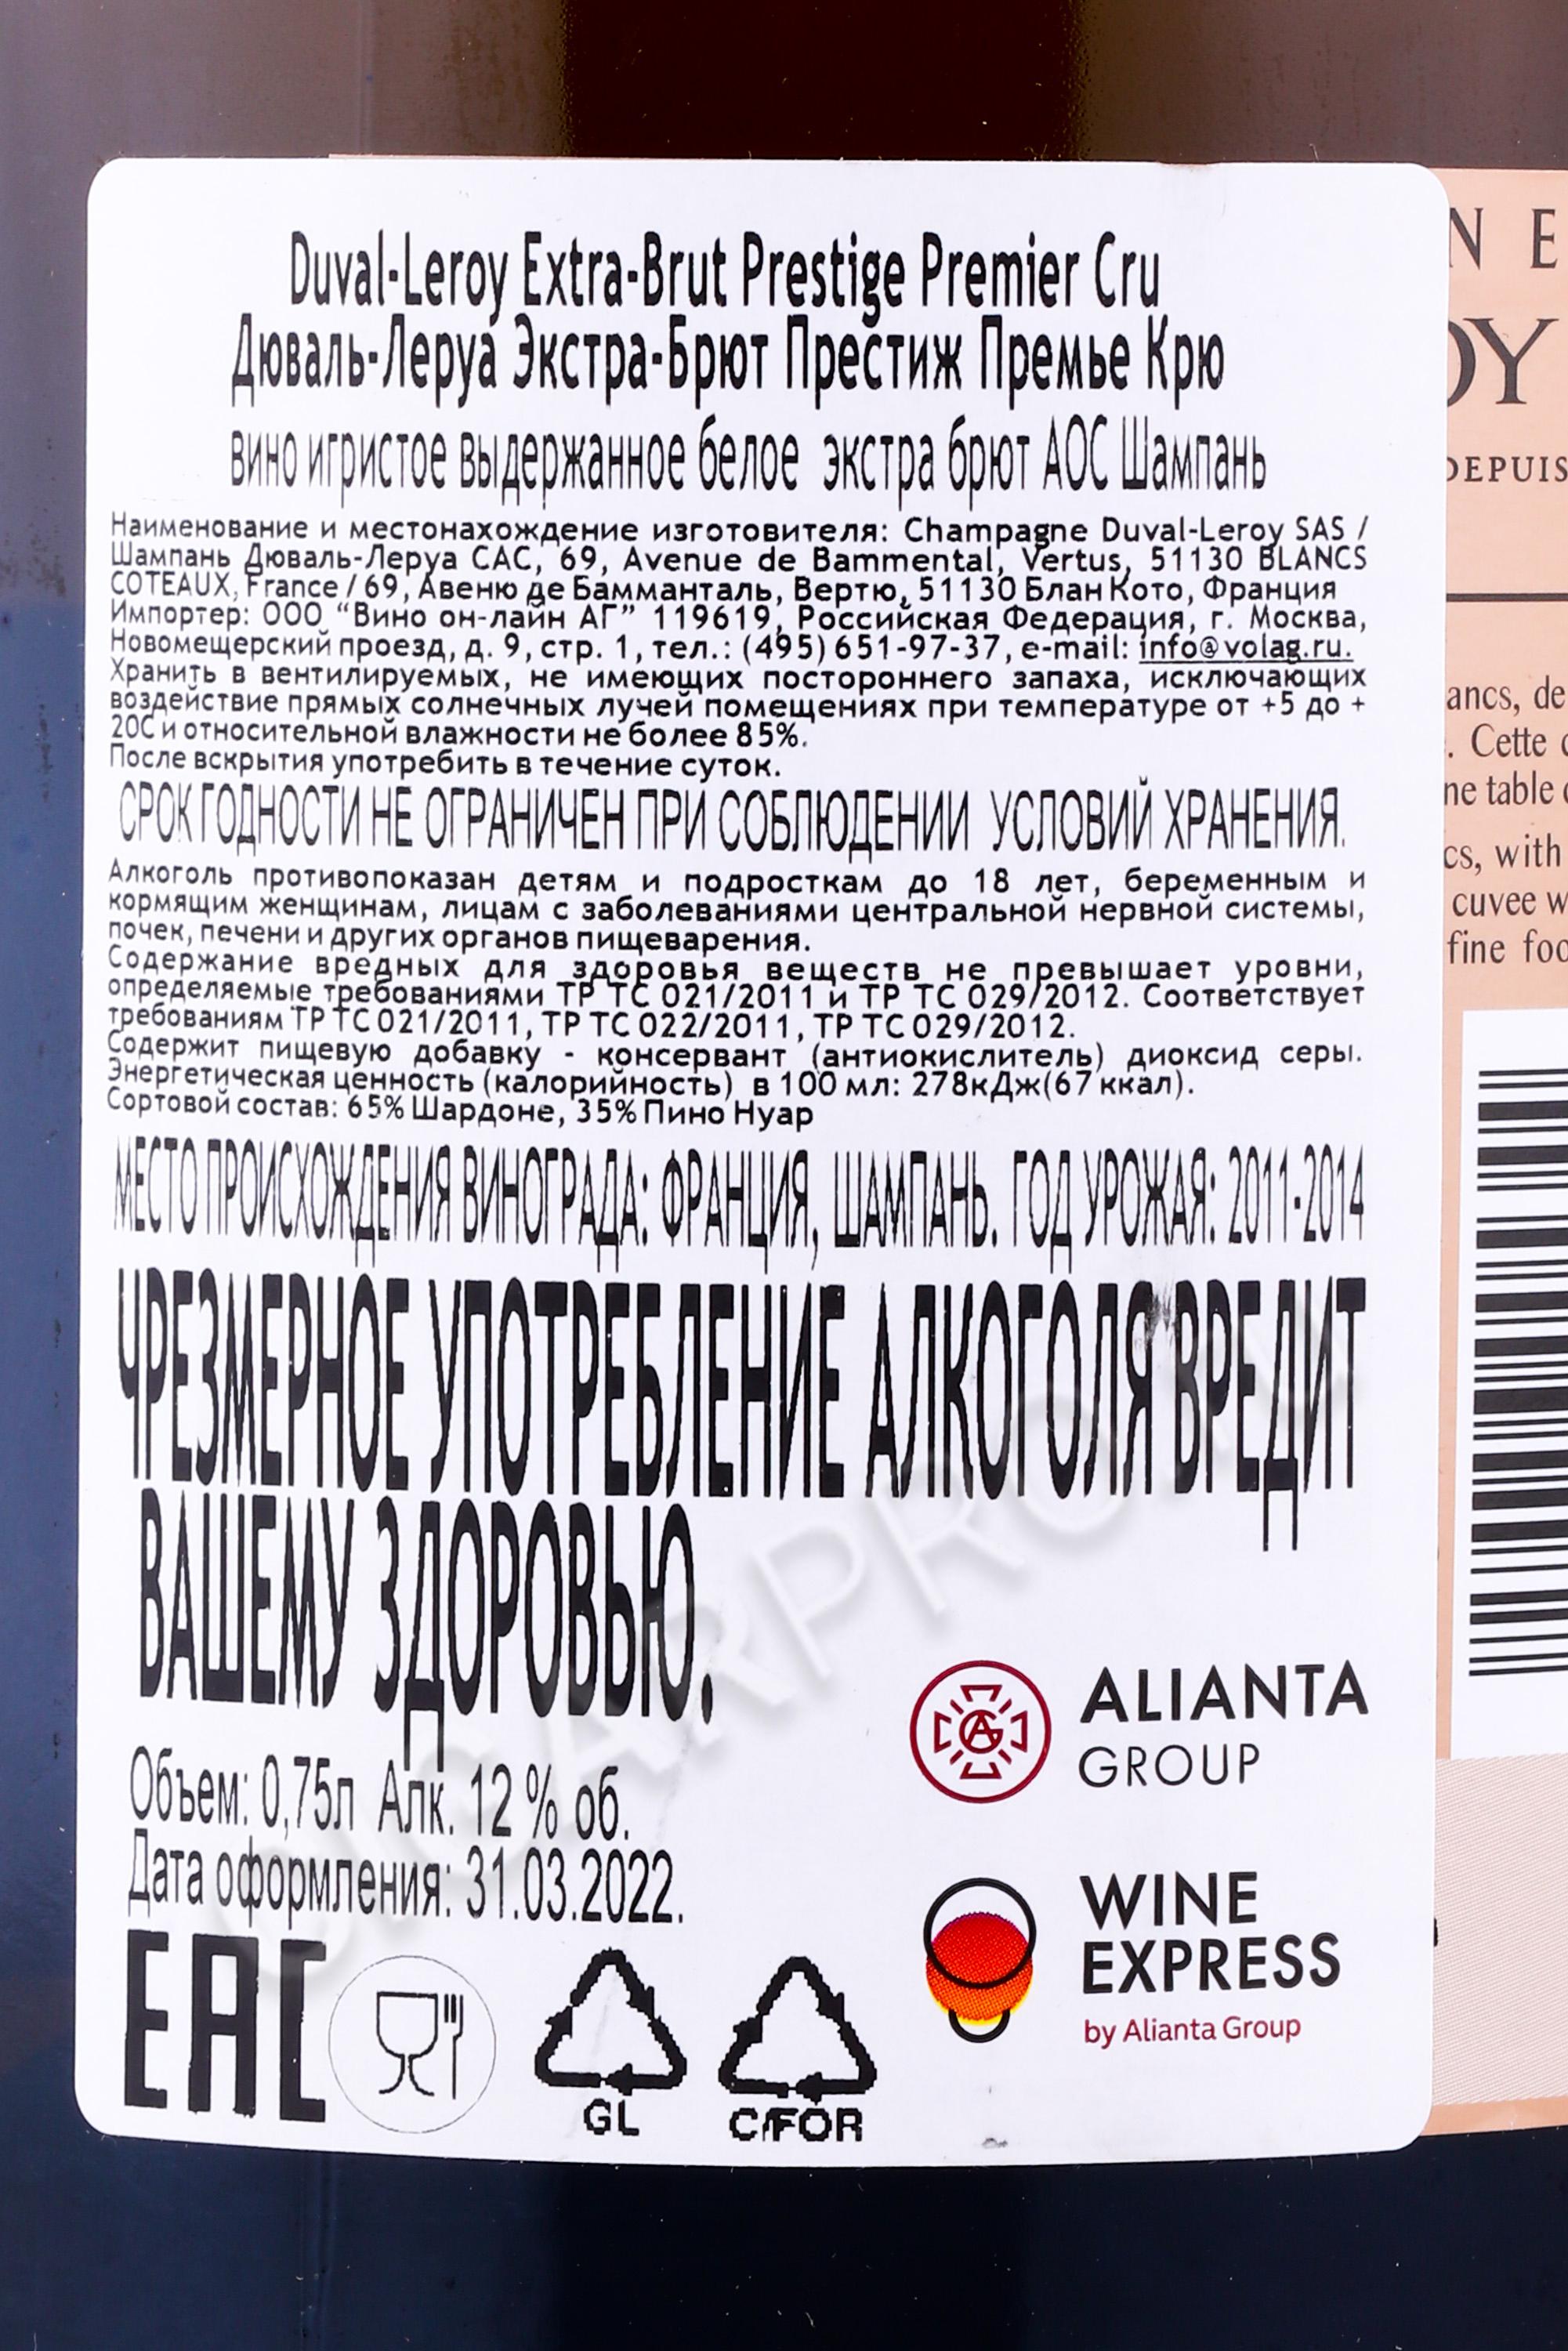 Duval-Leroy Extra-Brut Prestige Premier Cru
Дюваль-Леруа Экстра-Брют Престиж Премье Крю
вино игристое выдержанное белое экстра брют АОС Шампань
Наименование и местонахождение изготовителя: Champagne Duval-Leroy SAS /
Шампань Дюваль-Леруа САС, 69, Avenue de Bammental, Vertus, 51130 BLANCS
COTEAUX, France / 69, Авеню де Бамманталь, Вертю, 51130 Блан Кото, Франция
Импортер: ООО “Вино он-лайн АГ” 119619, Российская Федерация, г. Москва,
Новомещерский проезд, д. 9, стр. 1, тел.: (495) 651-97-37, e-mail: info@volag.ru.
Хранить в вентилируемых, не имеющих постороннего запаха, исключающих
воздействие прямых солнечных лучей помещениях при температуре от +5 до +
20С и относительной влажности не более 85%.
После вскрытия употребить в течение суток.
СРОК ГОДНОСТИ НЕ ОГРАНИЧЕН ПРИ СОБЛЮДЕНИИ УСЛОВИЙ ХРАНЕНИЯ.
Алкоголь противопоказан детям и подросткам до 18 лет, беременным и
кормящим женщинам, лицам с заболеваниями центральной нервной системы,
почек, печени и других органов пищеварения.
Содержание вредных для здоровья веществ не превышает уровни,
определяемые требованиями ТР ТС 021/2011 и ТР ТС 029/2012. Соответствует
требованиям ТР ТС 021/2011, ТР ТС 022/2011, ТР ТС 029/2012.
Содержит пищевую добавку - консервант (антиокислитель) диоксид серы.
Энергетическая ценность (калорийность) в 100 мл: 278кДж(67 ккал).
Сортовой состав: 65% Шардоне, 35% Пино Нуар
МЕСТО ПРОИСХОЖДЕНИЯ ВИНОГРАДА: ФРАНЦИЯ, ШАМПАНЬ. ГОД УРОЖАЯ: 2011-2014
ЧРЕЗМЕРНОЕ УПОТРЕБЛЕНИЕ АЛКОГОЛЯ ВРЕДИТ
ВАШЕМУ ЗДОРОВЬЮ.
Объем: 0,75л Алк. 12 % об.
Дата оформления: 31.03.2022.
EAC
GL
C/FOR
ALIANTA
GROUP
WINE
EXPRESS
by Alianta Group
N E
OY
DEPUIS
ancs, de
. Cette
ne table
cs, with
cuvee w
fine foo